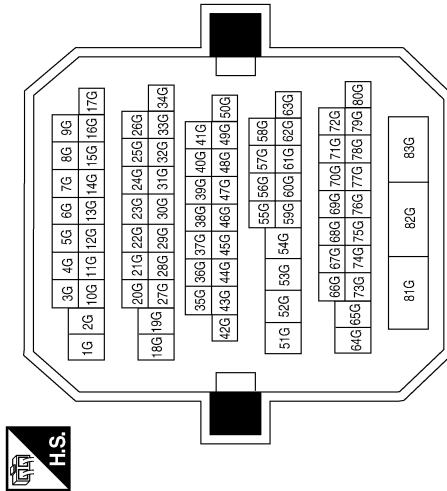 H.S.
3G 4G 5G 6G 7G 8G 9G
1G 2G 10G 11G 12G 13G 14G 15G 16G 17G
20G 21G 22G 23G 24G 25G 26G
18G 19G 27G 28G 29G 30G 31G 32G 33G 34G
35G 36G 37G 38G 39G 40G 41G
42G 43G 44G 45G 46G 47G 48G 49G 50G
55G 56G 57G 58G
51G 52G 53G 54G 59G 60G 61G 62G 63G
66G 67G 68G 69G 70G 71G 72G
64G 65G 73G 74G 75G 76G 77G 78G 79G 80G
81G 82G 83G